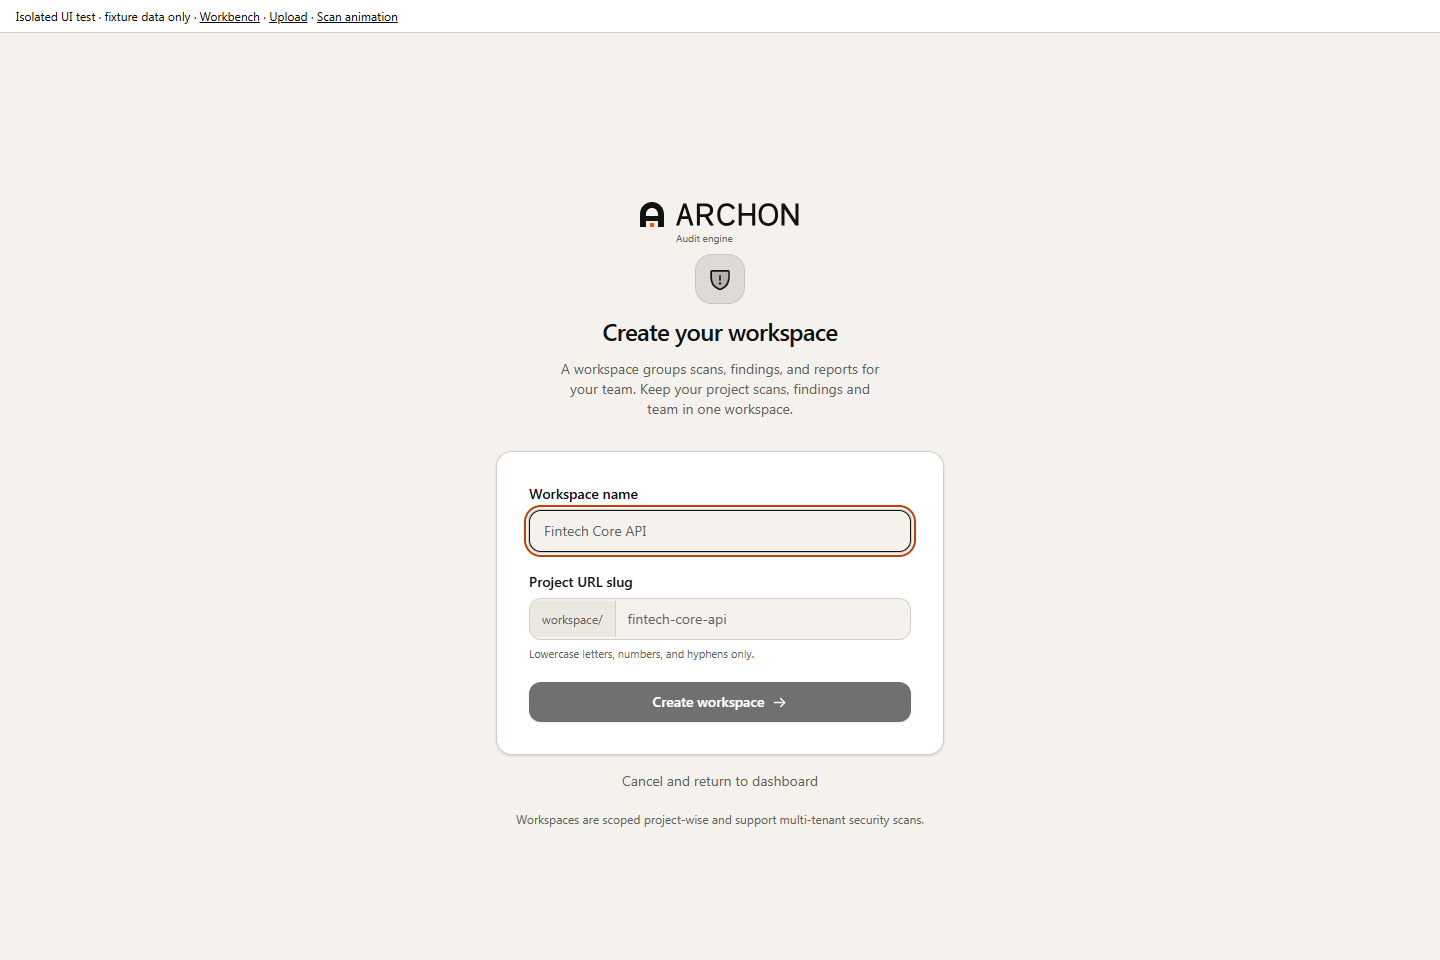 Isolated UI test · fixture data only · Workbench · Upload · Scan animation
ARCHON
Audit engine
Create your workspace
A workspace groups scans, findings, and reports for
your team. Keep your project scans, findings and
team in one workspace.
Workspace name
Fintech Core API
Project URL slug
workspace/ fintech-core-api
Lowercase letters, numbers, and hyphens only.
Create workspace →
Cancel and return to dashboard
Workspaces are scoped project-wise and support multi-tenant security scans.